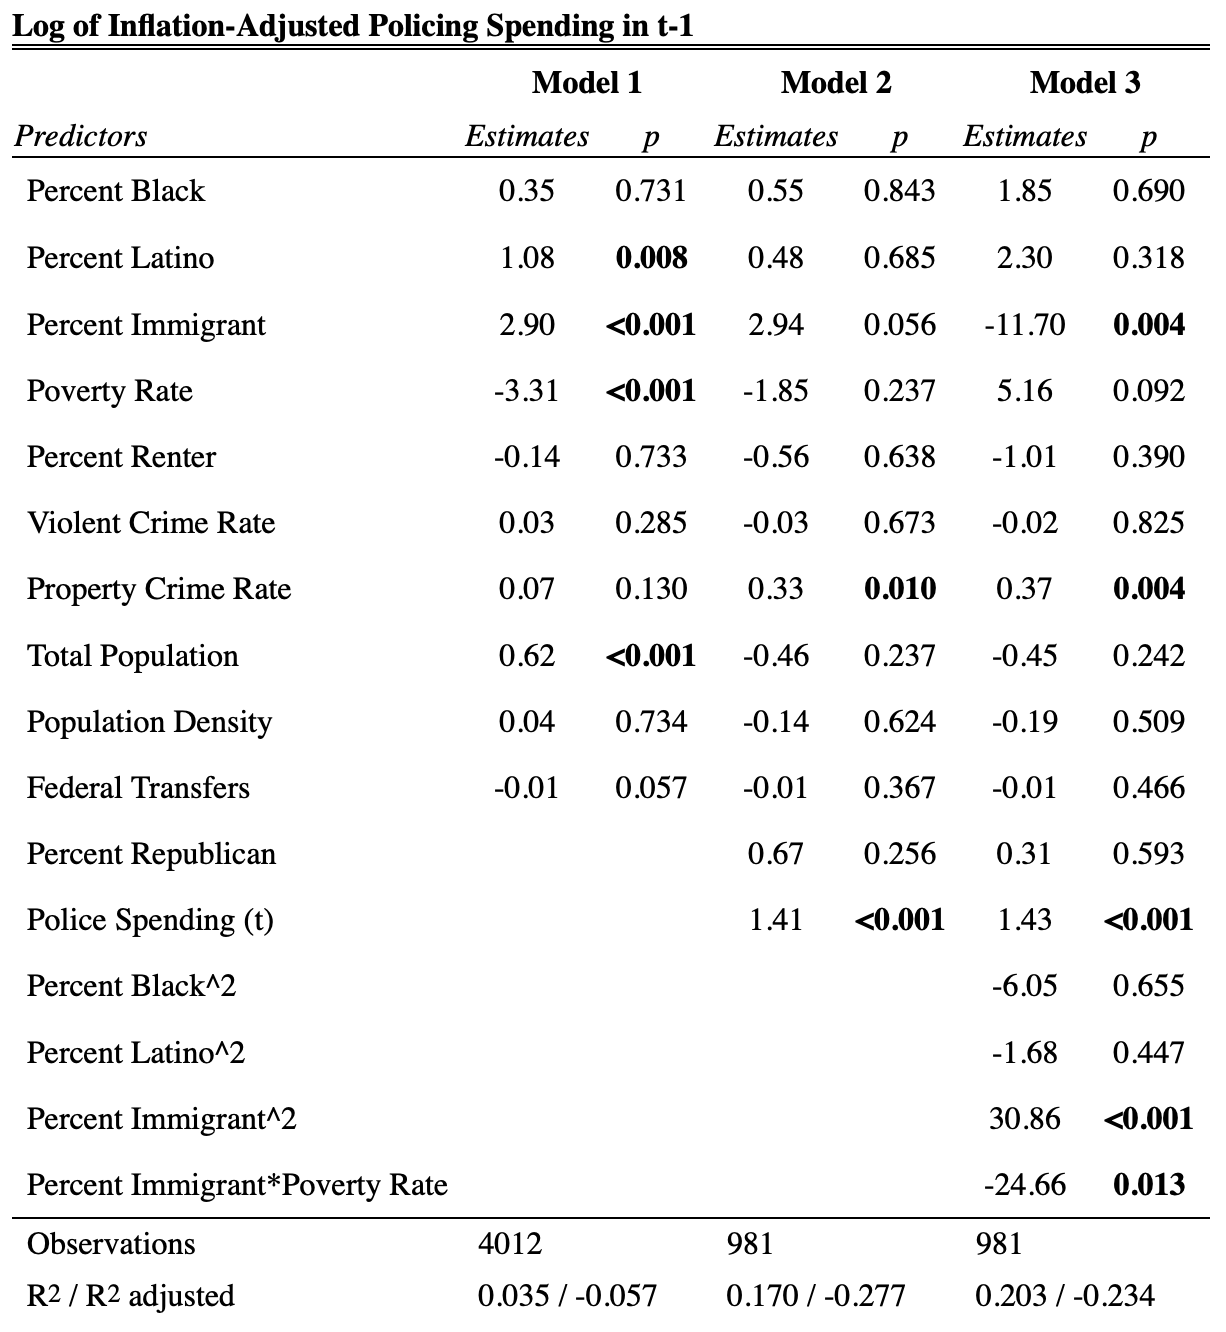 Log of Inflation-Adjusted Policing Spending in t-1
Model 1 Model 2 Model 3
Predictors Estimates p Estimates p Estimates p
Percent Black 0.35 0.731 0.55 0.843 1.85 0.690
Percent Latino 1.08 0.008 0.48 0.685 2.30 0.318
Percent Immigrant 2.90 <0.001 2.94 0.056 -11.70 0.004
Poverty Rate -3.31 <0.001 -1.85 0.237 5.16 0.092
Percent Renter -0.14 0.733 -0.56 0.638 -1.01 0.390
Violent Crime Rate 0.03 0.285 -0.03 0.673 -0.02 0.825
Property Crime Rate 0.07 0.130 0.33 0.010 0.37 0.004
Total Population 0.62 <0.001 -0.46 0.237 -0.45 0.242
Population Density 0.04 0.734 -0.14 0.624 -0.19 0.509
Federal Transfers -0.01 0.057 -0.01 0.367 -0.01 0.466
Percent Republican 0.67 0.256 0.31 0.593
Police Spending (t) 1.41 <0.001 1.43 <0.001
Percent Black^2 -6.05 0.655
Percent Latino^2 -1.68 0.447
Percent Immigrant^2 30.86 <0.001
Percent Immigrant*Poverty Rate -24.66 0.013
Observations 4012 981 981
R2 / R2 adjusted 0.035 / -0.057 0.170 / -0.277 0.203 / -0.234